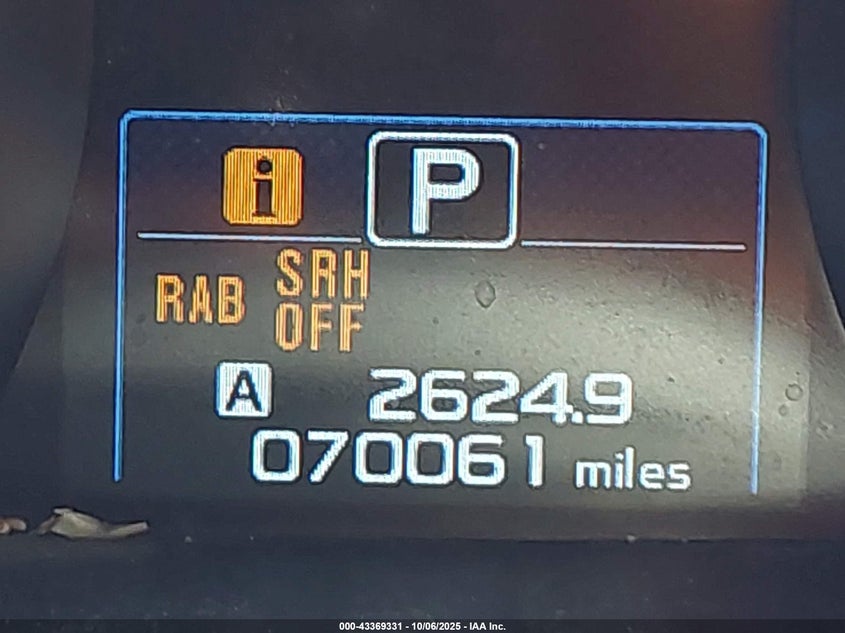 i P
RAB SRH
OFF
A 2624.9
070061 miles
000-43369331 - 10/06/2025 - IAA Inc.